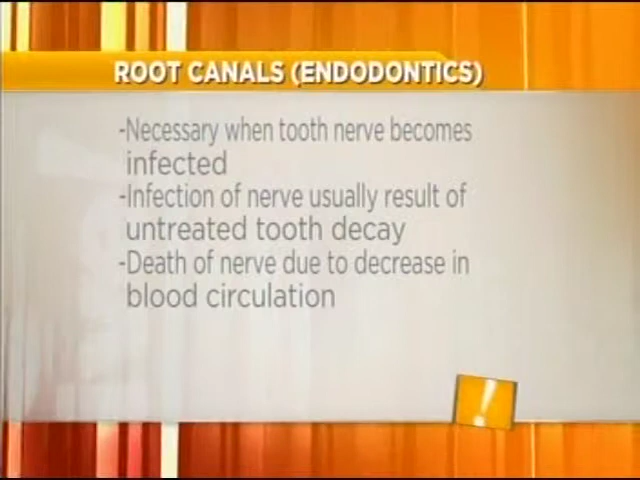 ROOT CANALS (ENDODONTICS)
-Necessary when tooth nerve becomes
infected
-Infection of nerve usually result of
untreated tooth decay
-Death of nerve due to decrease in
blood circulation
!